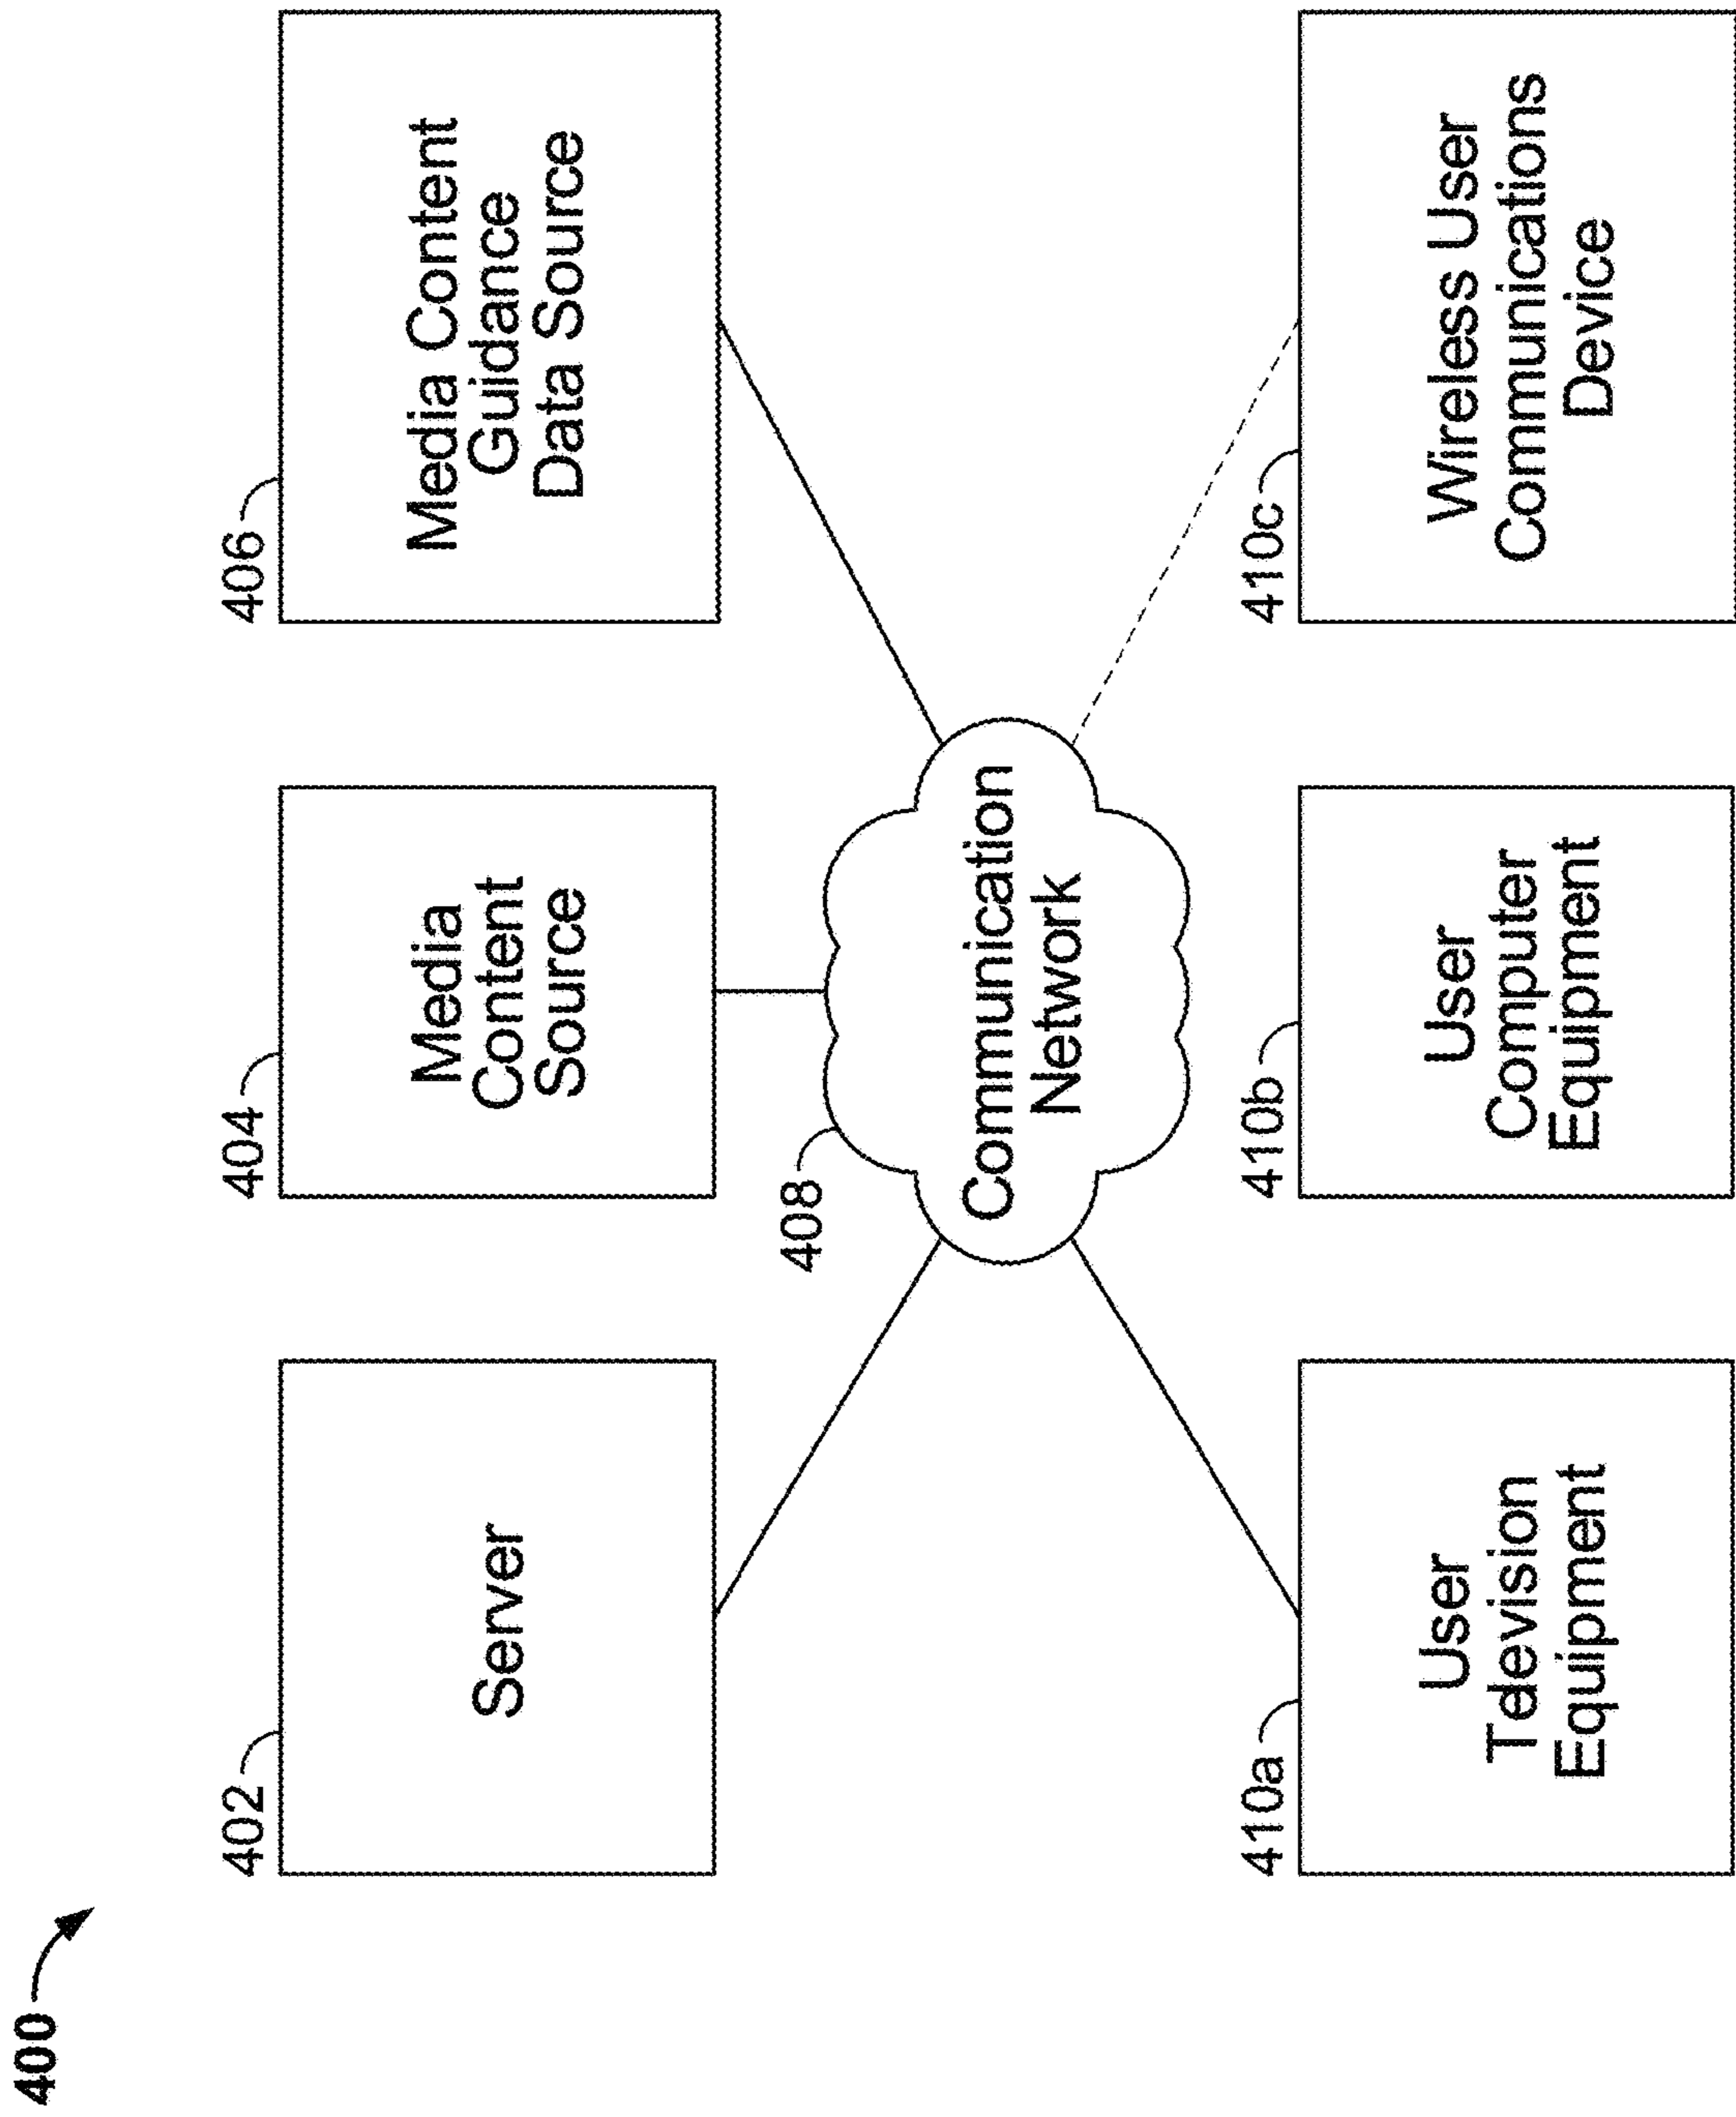 400
402
Server
404
Media
Content
Source
406
Media Content
Guidance
Data Source
408
Communication
Network
410a
User
Television
Equipment
410b
User
Computer
Equipment
410c
Wireless User
Communications
Device